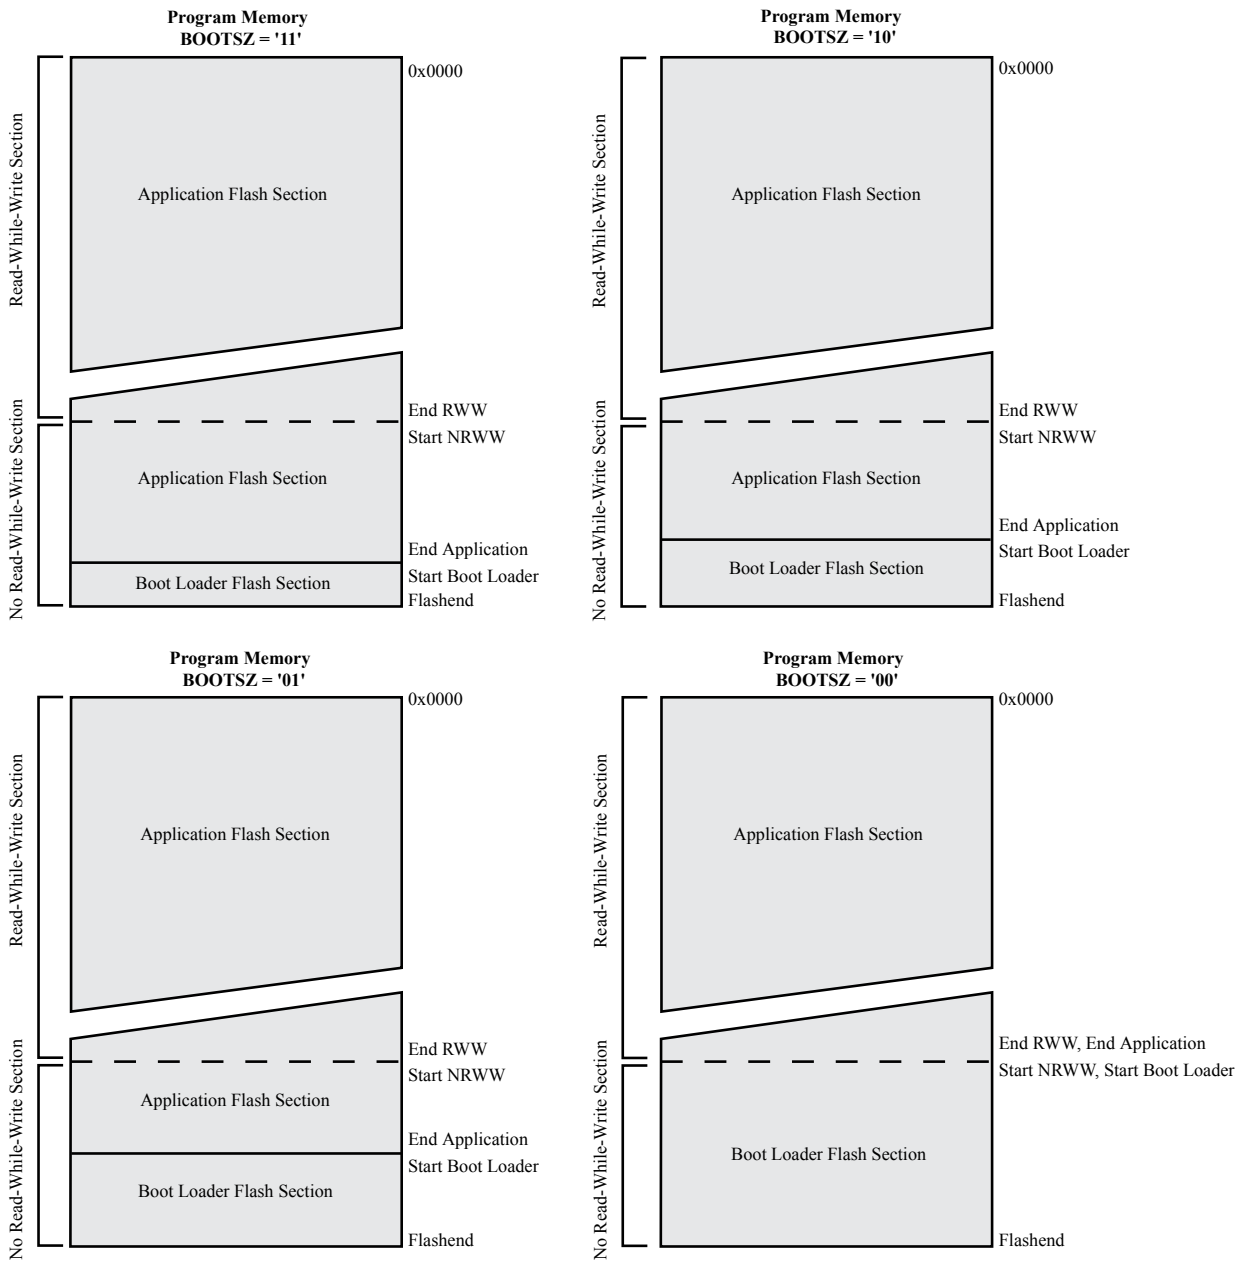 Program Memory
BOOTSZ = '11'
0x0000
Read-While-Write Section
Application Flash Section
End RWW
Start NRWW
No Read-While-Write Section
Application Flash Section
End Application
Start Boot Loader
Boot Loader Flash Section
Flashend
Program Memory
BOOTSZ = '10'
0x0000
Read-While-Write Section
Application Flash Section
End RWW
Start NRWW
No Read-While-Write Section
Application Flash Section
End Application
Start Boot Loader
Boot Loader Flash Section
Flashend
Program Memory
BOOTSZ = '01'
0x0000
Read-While-Write Section
Application Flash Section
End RWW
Start NRWW
No Read-While-Write Section
Application Flash Section
End Application
Start Boot Loader
Boot Loader Flash Section
Flashend
Program Memory
BOOTSZ = '00'
0x0000
Read-While-Write Section
Application Flash Section
End RWW, End Application
Start NRWW, Start Boot Loader
No Read-While-Write Section
Boot Loader Flash Section
Flashend